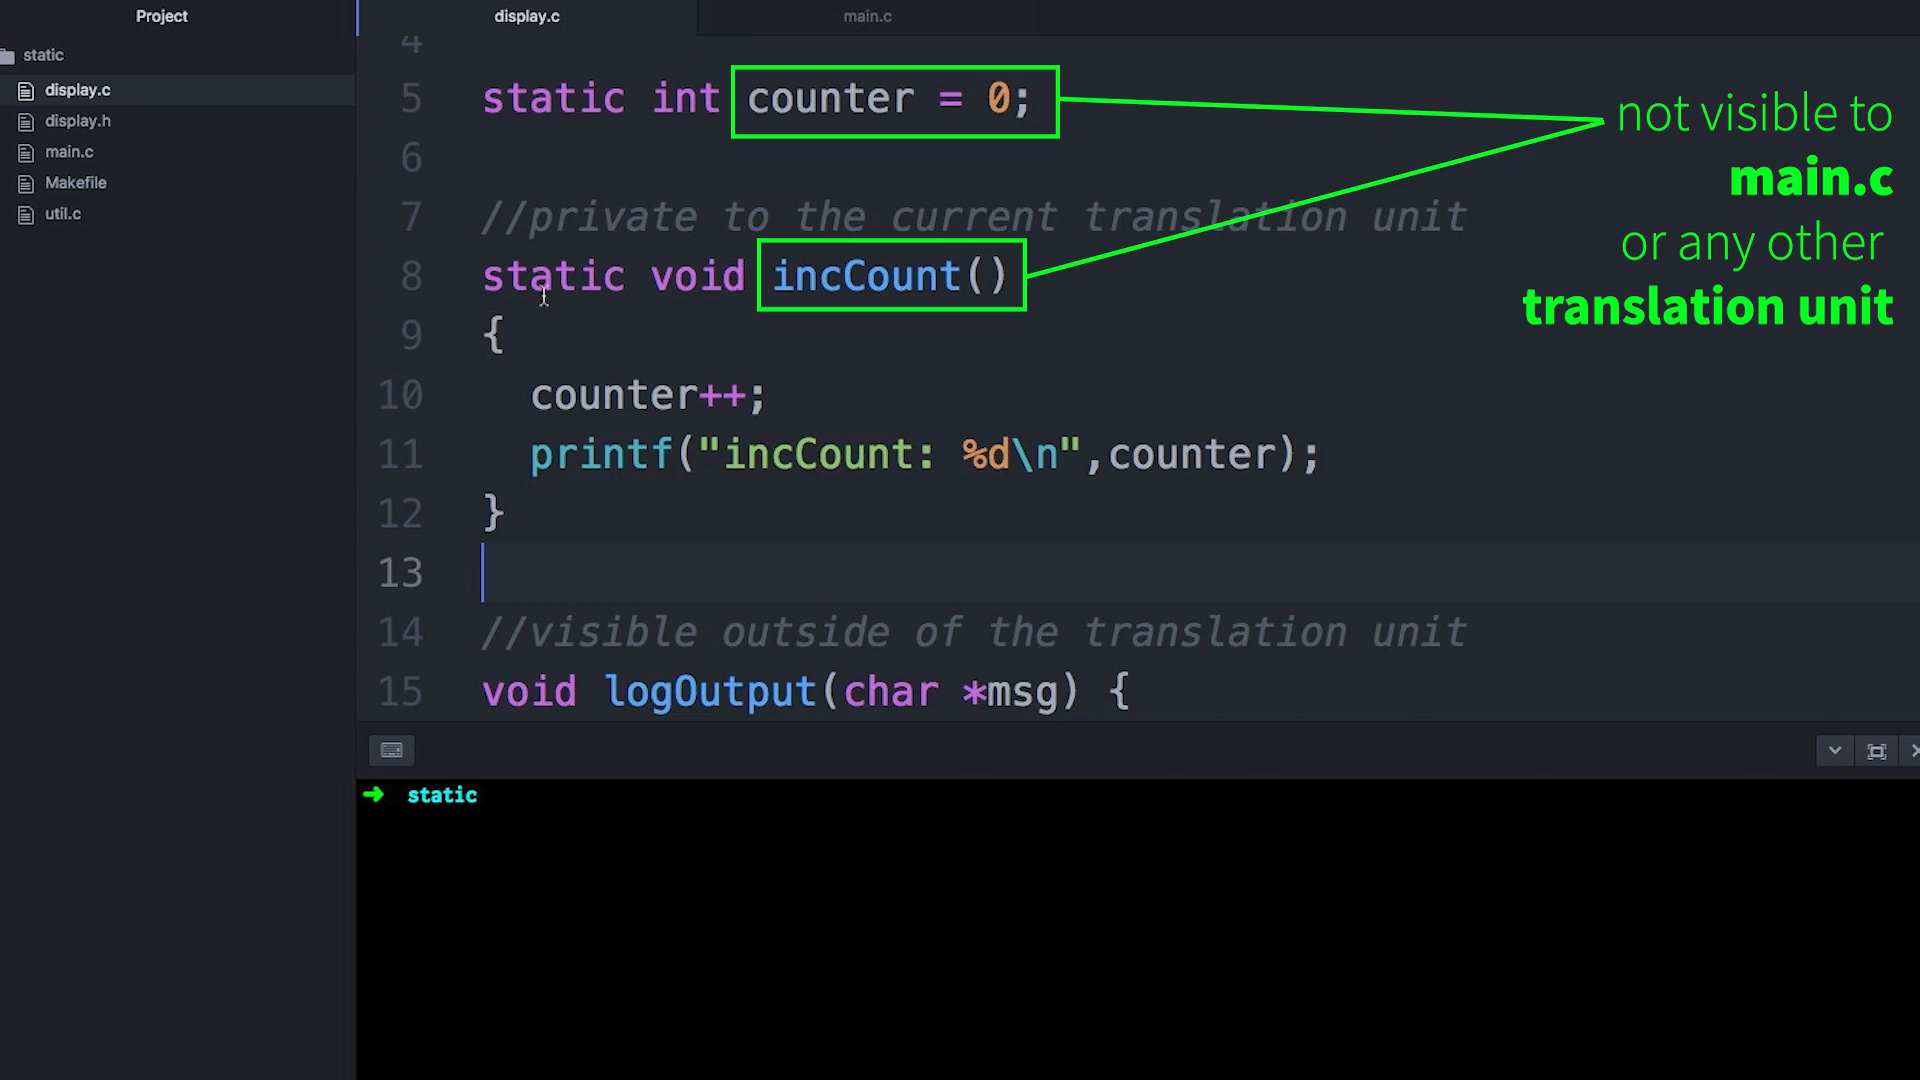 Project
static
display.c
display.h
main.c
Makefile
util.c
display.c
main.c
4
5 static int counter = 0;
6
7 //private to the current translation unit
8 static void incCount()
9 {
10 counter++;
11 printf("incCount: %d\n",counter);
12 }
13
14 //visible outside of the translation unit
15 void logOutput(char *msg) {
not visible to
main.c
or any other
translation unit
➜ static